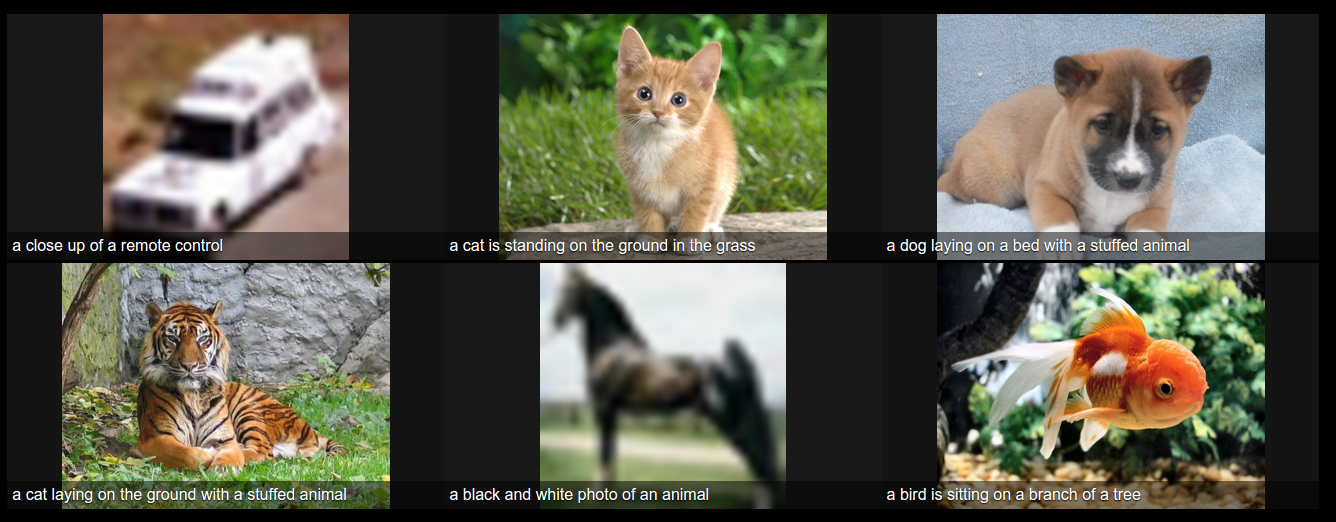 a close up of a remote control
a cat is standing on the ground in the grass
a dog laying on a bed with a stuffed animal
a cat laying on the ground with a stuffed animal
a black and white photo of an animal
a bird is sitting on a branch of a tree